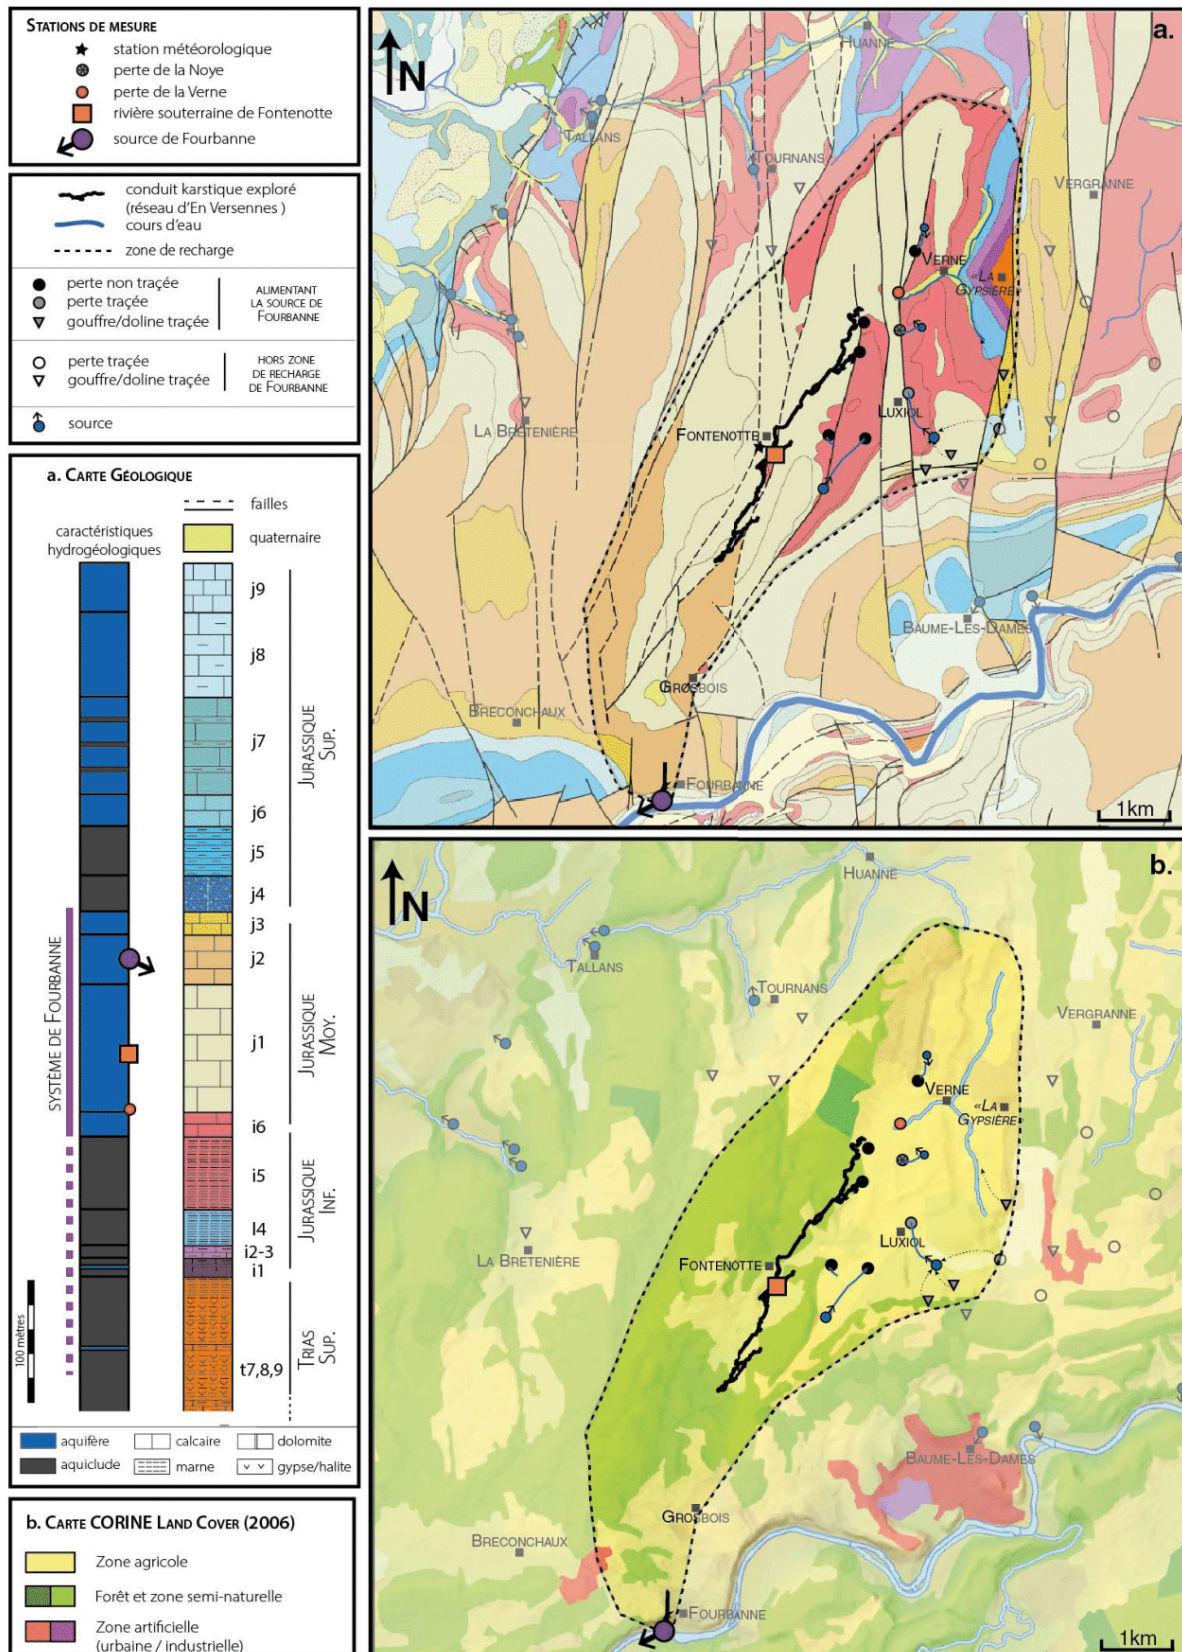 STATIONS DE MESURE
station météorologique
perte de la Noye
perte de la Verne
rivière souterraine de Fontenotte
source de Fourbanne
conduit karstique exploré
(réseau d'En Versennes )
cours d'eau
zone de recharge
perte non traçée
perte traçée
gouffre/doline traçée
ALIMENTANT
LA SOURCE DE
FOURBANNE
perte traçée
gouffre/doline traçée
HORS ZONE
DE RECHARGE
DE FOURBANNE
source
a. CARTE GÉOLOGIQUE
failles
caractéristiques
hydrogéologiques
quaternaire
j9
j8
j7
j6
j5
j4
j3
j2
j1
i6
i5
l4
i2-3
i1
t7,8,9
JURASSIQUE
SUP.
JURASSIQUE
MOY.
JURASSIQUE
INF.
TRIAS
SUP.
SYSTÈME DE FOURBANNE
100 mètres
aquifère
calcaire
dolomite
aquiclude
marne
gypse/halite
b. CARTE CORINE LAND COVER (2006)
Zone agricole
Forêt et zone semi-naturelle
Zone artificielle
(urbaine / industrielle)
a.
N
HUANNE
TALLANS
TOURNANS
VERGRANNE
VERNE
«LA
GYPSIÈRE»
LUXIOL
LA BRETENIÈRE
FONTENOTTE
BAUME-LES-DAMES
GROSBOIS
BRECONCHAUX
FOURBANNE
1km
b.
N
HUANNE
TALLANS
TOURNANS
VERGRANNE
VERNE
«LA
GYPSIÈRE»
LUXIOL
LA BRETENIÈRE
FONTENOTTE
BAUME-LES-DAMES
GROSBOIS
BRECONCHAUX
FOURBANNE
1km